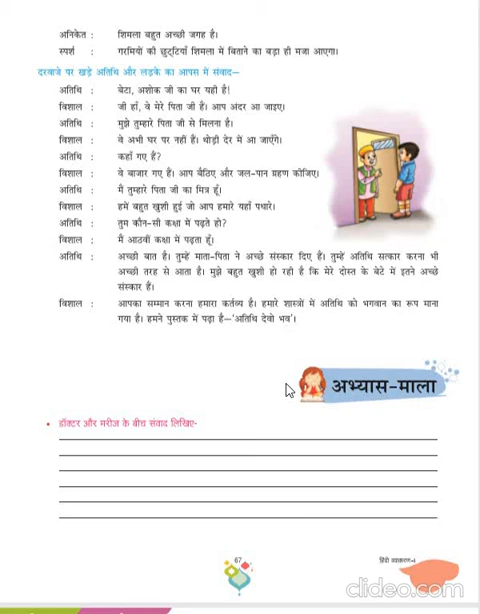 अनिकेत : शिमला बहुत अच्छी जगह है।
स्पर्श : गरमियों की छुट्टियाँ शिमला में बिताने का बड़ा ही मजा आएगा।
दरवाजे पर खड़े अतिथि और लड़के का आपस में संवाद—
अतिथि : बेटा, अशोक जी का घर यही है!
विशाल : जी हाँ, वे मेरे पिता जी हैं। आप अंदर आ जाइए।
अतिथि : मुझे तुम्हारे पिता जी से मिलना है।
विशाल : वे अभी घर पर नहीं हैं। थोड़ी देर में आ जाएँगे।
अतिथि : कहाँ गए हैं?
विशाल : वे बाजार गए हैं। आप बैठिए और जल-पान ग्रहण कीजिए।
अतिथि : मैं तुम्हारे पिता जी का मित्र हूँ।
विशाल : हमें बहुत खुशी हुई जो आप हमारे यहाँ पधारे।
अतिथि : तुम कौन-सी कक्षा में पढ़ते हो?
विशाल : मैं आठवीं कक्षा में पढ़ता हूँ।
अतिथि : अच्छी बात है। तुम्हें माता-पिता ने अच्छे संस्कार दिए हैं। तुम्हें अतिथि सत्कार करना भी
अच्छी तरह से आता है। मुझे बहुत खुशी हो रही है कि मेरे दोस्त के बेटे में इतने अच्छे
संस्कार हैं।
विशाल : आपका सम्मान करना हमारा कर्तव्य है। हमारे शास्त्रों में अतिथि को भगवान का रूप माना
गया है। हमने पुस्तक में पढ़ा है—'अतिथि देवो भव'।
अभ्यास-माला
• डॉक्टर और मरीज के बीच संवाद लिखिए-
67
हिंदी व्याकरण-4
clideo.com